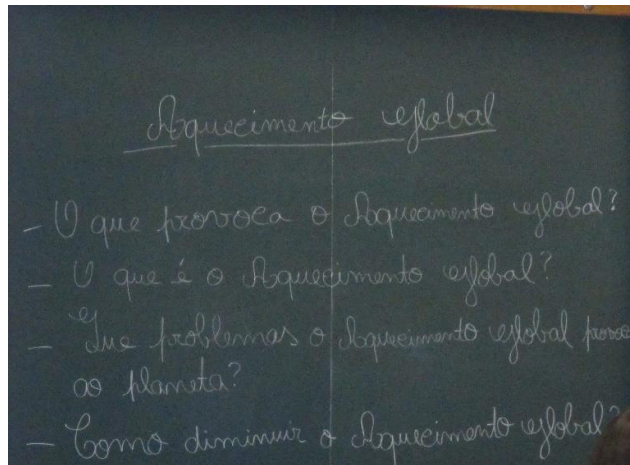 Aquecimento Global
- O que provoca o Aquecimento Global?
- O que é o Aquecimento Global?
- Que problemas o Aquecimento Global
ao planeta?
- Como diminuir o Aquecimento Global?